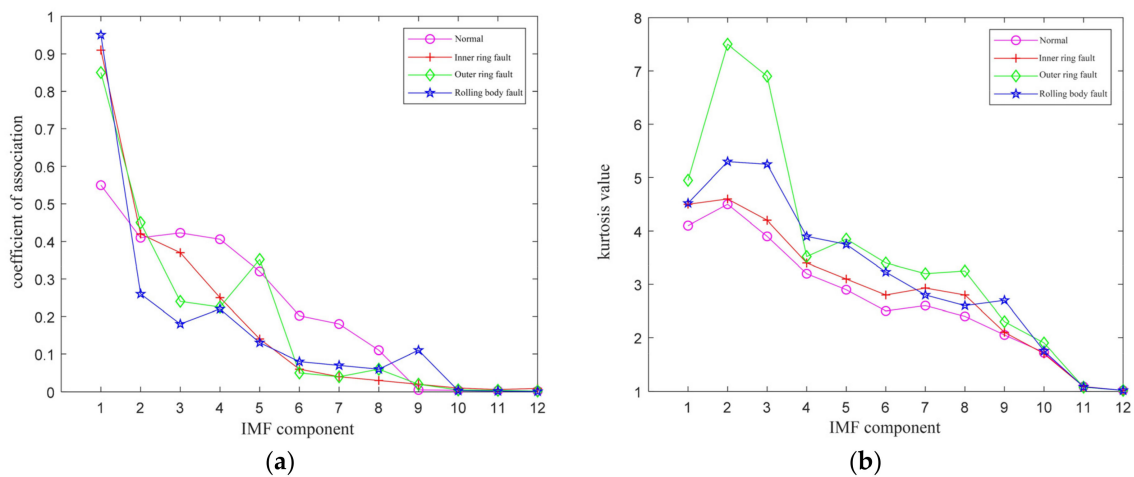 1
0.9
0.8
0.7
0.6
0.5
0.4
0.3
0.2
0.1
0
coefficient of association
Normal
Inner ring fault
Outer ring fault
Rolling body fault
1 2 3 4 5 6 7 8 9 10 11 12
IMF component
(a)
8
7
6
5
4
3
2
1
kurtosis value
Normal
Inner ring fault
Outer ring fault
Rolling body fault
1 2 3 4 5 6 7 8 9 10 11 12
IMF component
(b)